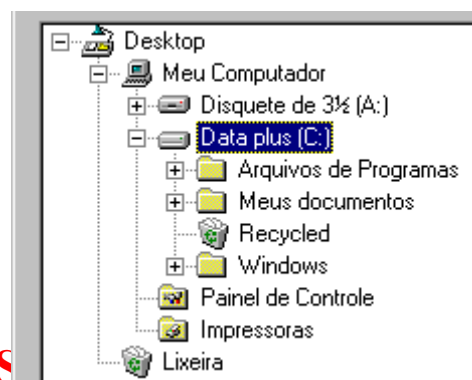 Desktop
Meu Computador
Disquete de 3½ (A:)
Data plus (C:)
Arquivos de Programas
Meus documentos
Recycled
Windows
Painel de Controle
Impressoras
S
Lixeira